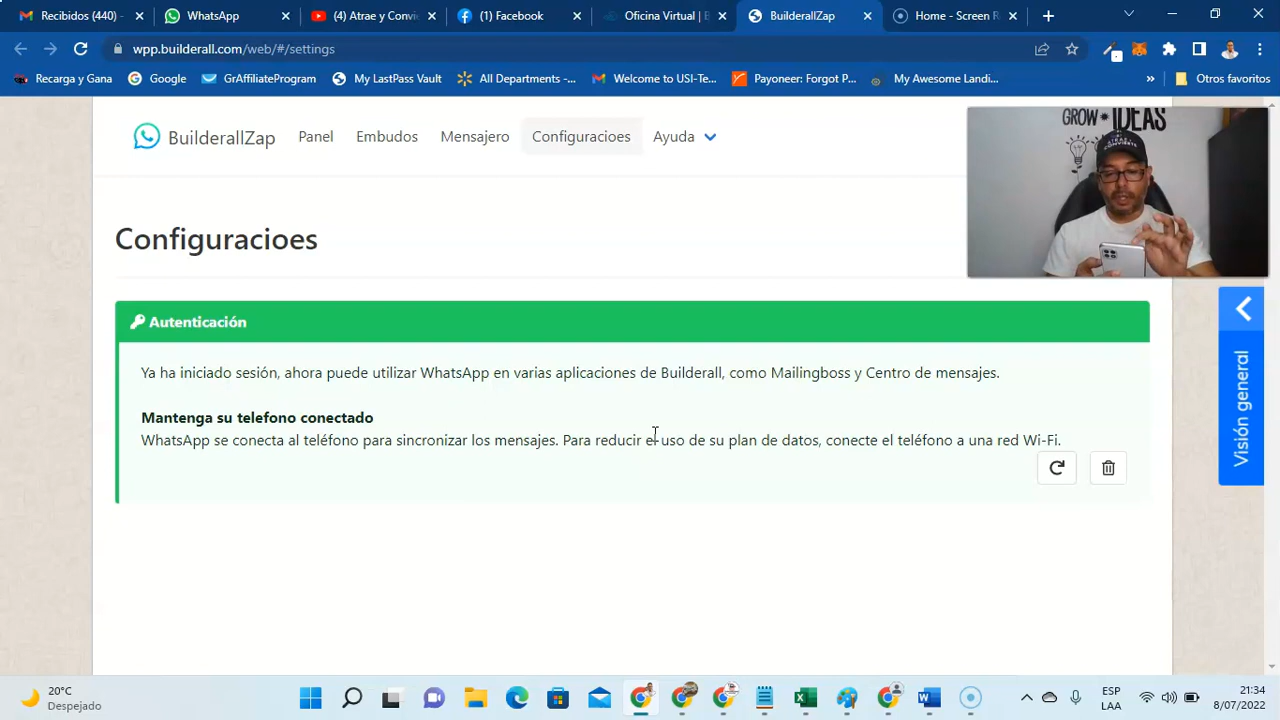 Recibidos (440) -
WhatsApp
(4) Atrae y Convi
(1) Facebook
Oficina Virtual | B
BuilderallZap
Home - Screen R
wpp.builderall.com/web/#/settings
Recarga y Gana
Google
GrAffiliateProgram
My LastPass Vault
All Departments -...
Welcome to USI-Te...
Payoneer: Forgot P...
My Awesome Landi...
»
Otros favoritos
BuilderallZap
Panel
Embudos
Mensajero
Configuracioes
Ayuda
GROW IDEAS
Configuracioes
Autenticación
Ya ha iniciado sesión, ahora puede utilizar WhatsApp en varias aplicaciones de Builderall, como Mailingboss y Centro de mensajes.
Mantenga su telefono conectado
WhatsApp se conecta al teléfono para sincronizar los mensajes. Para reducir el uso de su plan de datos, conecte el teléfono a una red Wi-Fi.
Visión general
20°C
Despejado
ESP
LAA
21:34
8/07/2022